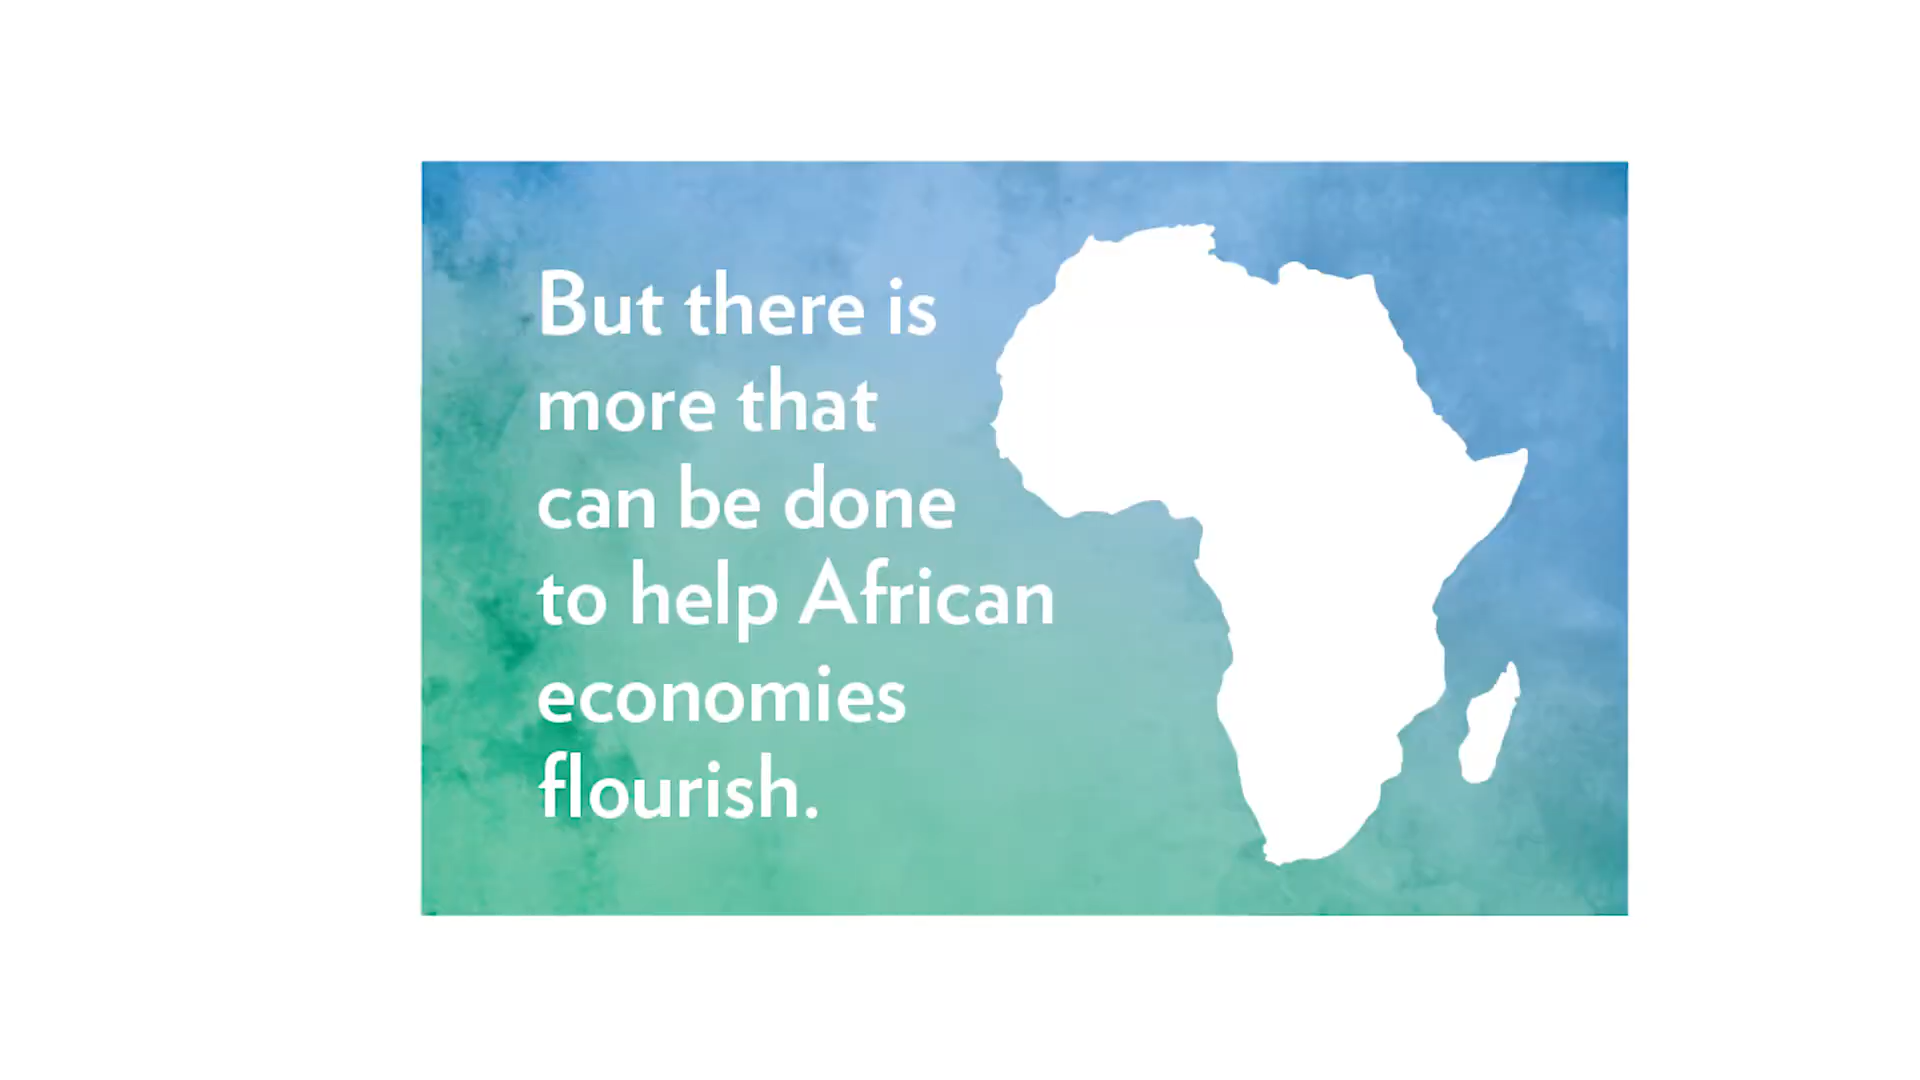 But there is
more that
can be done
to help African
economies
flourish.